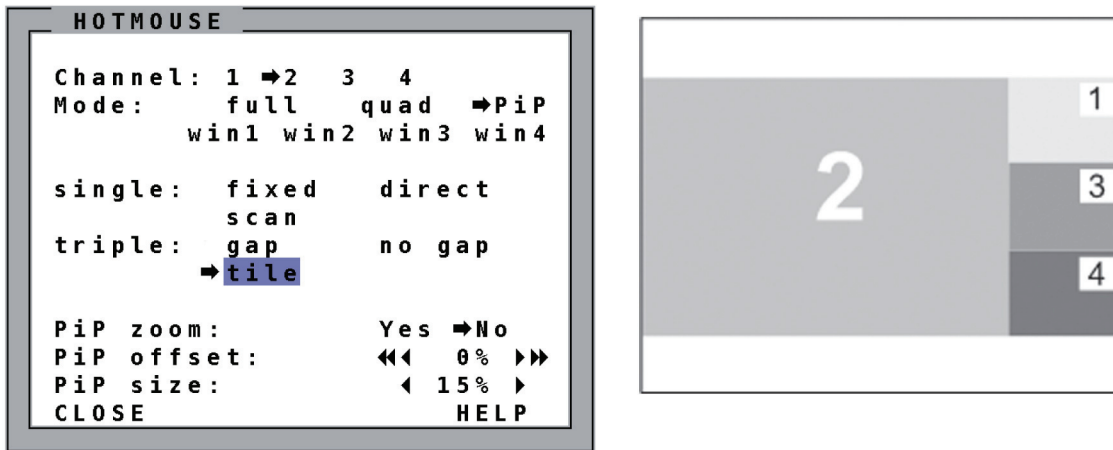 HOTMOUSE
Channel: 1 ➡2 3 4
Mode: full quad ➡PiP
win1 win2 win3 win4
single: fixed direct
scan
triple: gap no gap
➡tile
PiP zoom: Yes ➡No
PiP offset: ◀◀◀ 0% ▶▶▶
PiP size: ◀ 15% ▶
CLOSE HELP
2
1
3
4